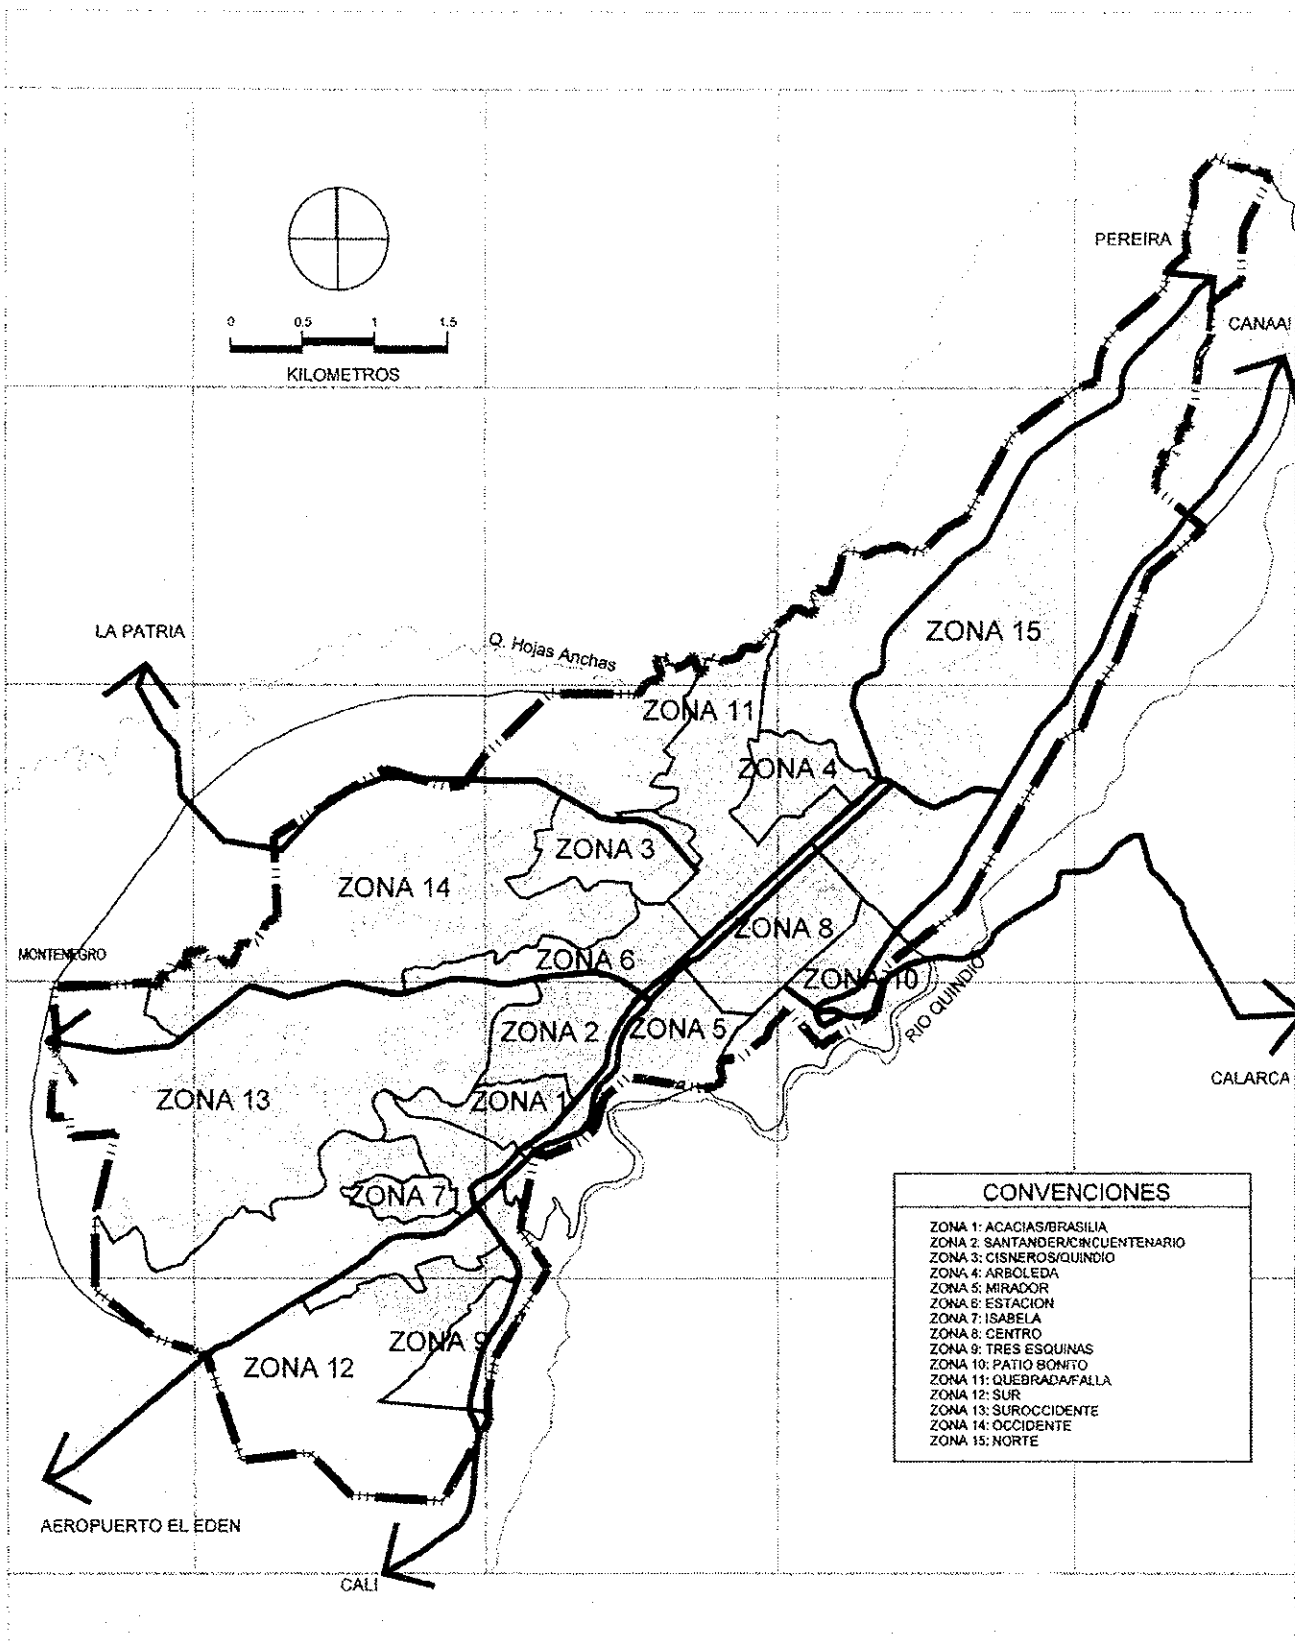 PEREIRA
0 0.5 1 1.5
KILOMETROS
CANAAI
LA PATRIA
Q. Hojas Anchas
ZONA 15
ZONA 11
ZONA 4
ZONA 3
ZONA 14
ZONA 8
MONTENEGRO
ZONA 6
ZONA 10
RIO QUINDIO
ZONA 2
ZONA 5
CALARCA
ZONA 13
ZONA 1
ZONA 7
ZONA 9
ZONA 12
AEROPUERTO EL EDEN
CALI
CONVENCIONES
ZONA 1: ACACIAS/BRASILIA
ZONA 2: SANTANDER/CINCUENTENARIO
ZONA 3: CISNEROS/QUINDIO
ZONA 4: ARBOLEDA
ZONA 5: MIRADOR
ZONA 6: ESTACION
ZONA 7: ISABELA
ZONA 8: CENTRO
ZONA 9: TRES ESQUINAS
ZONA 10: PATIO BONITO
ZONA 11: QUEBRADA/FALLA
ZONA 12: SUR
ZONA 13: SUROCCIDENTE
ZONA 14: OCCIDENTE
ZONA 15: NORTE